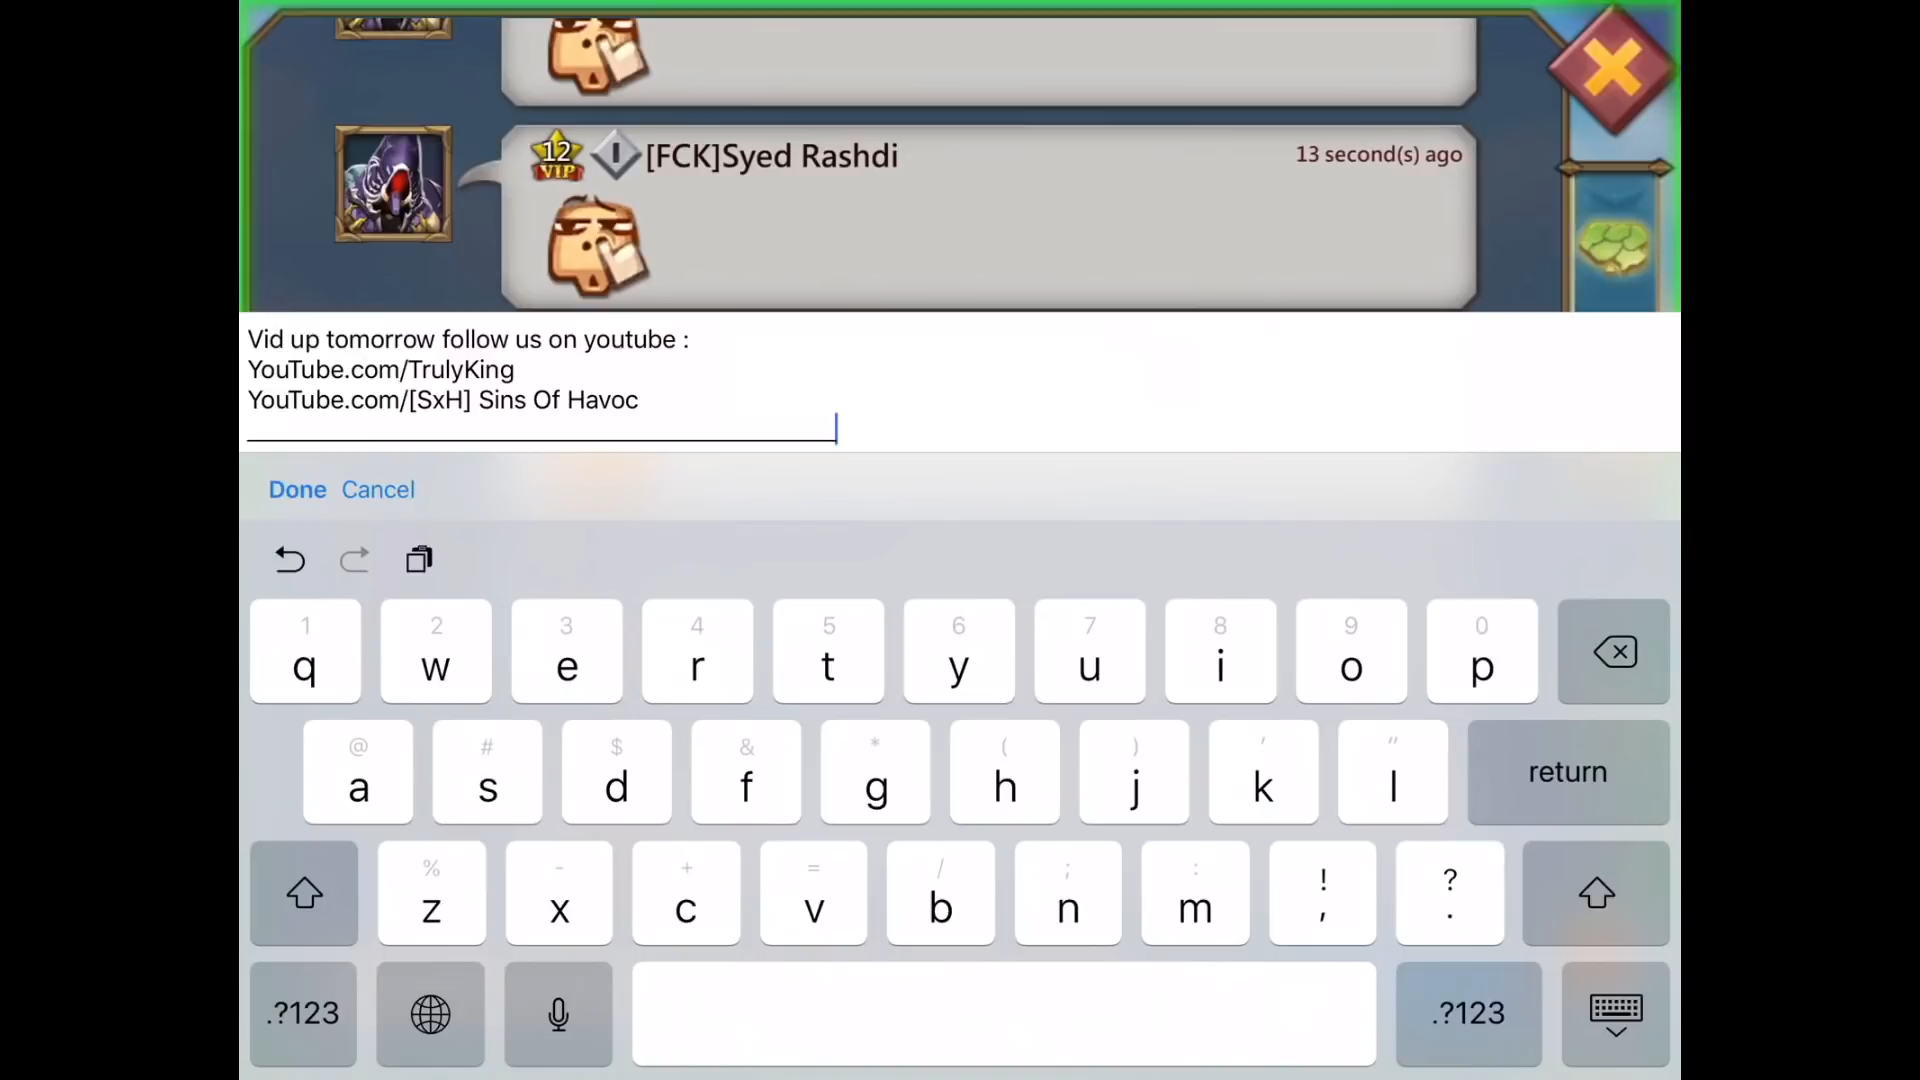 12
VIP
I
[FCK]Syed Rashdi
13 second(s) ago
Vid up tomorrow follow us on youtube :
YouTube.com/TrulyKing
YouTube.com/[SxH] Sins Of Havoc
Done Cancel
1 2 3 4 5 6 7 8 9 0
q w e r t y u i o p
@ # $ & * ( ) ' "
a s d f g h j k l return
% - + = / ; : ! ?
z x c v b n m , .
.?123 .?123